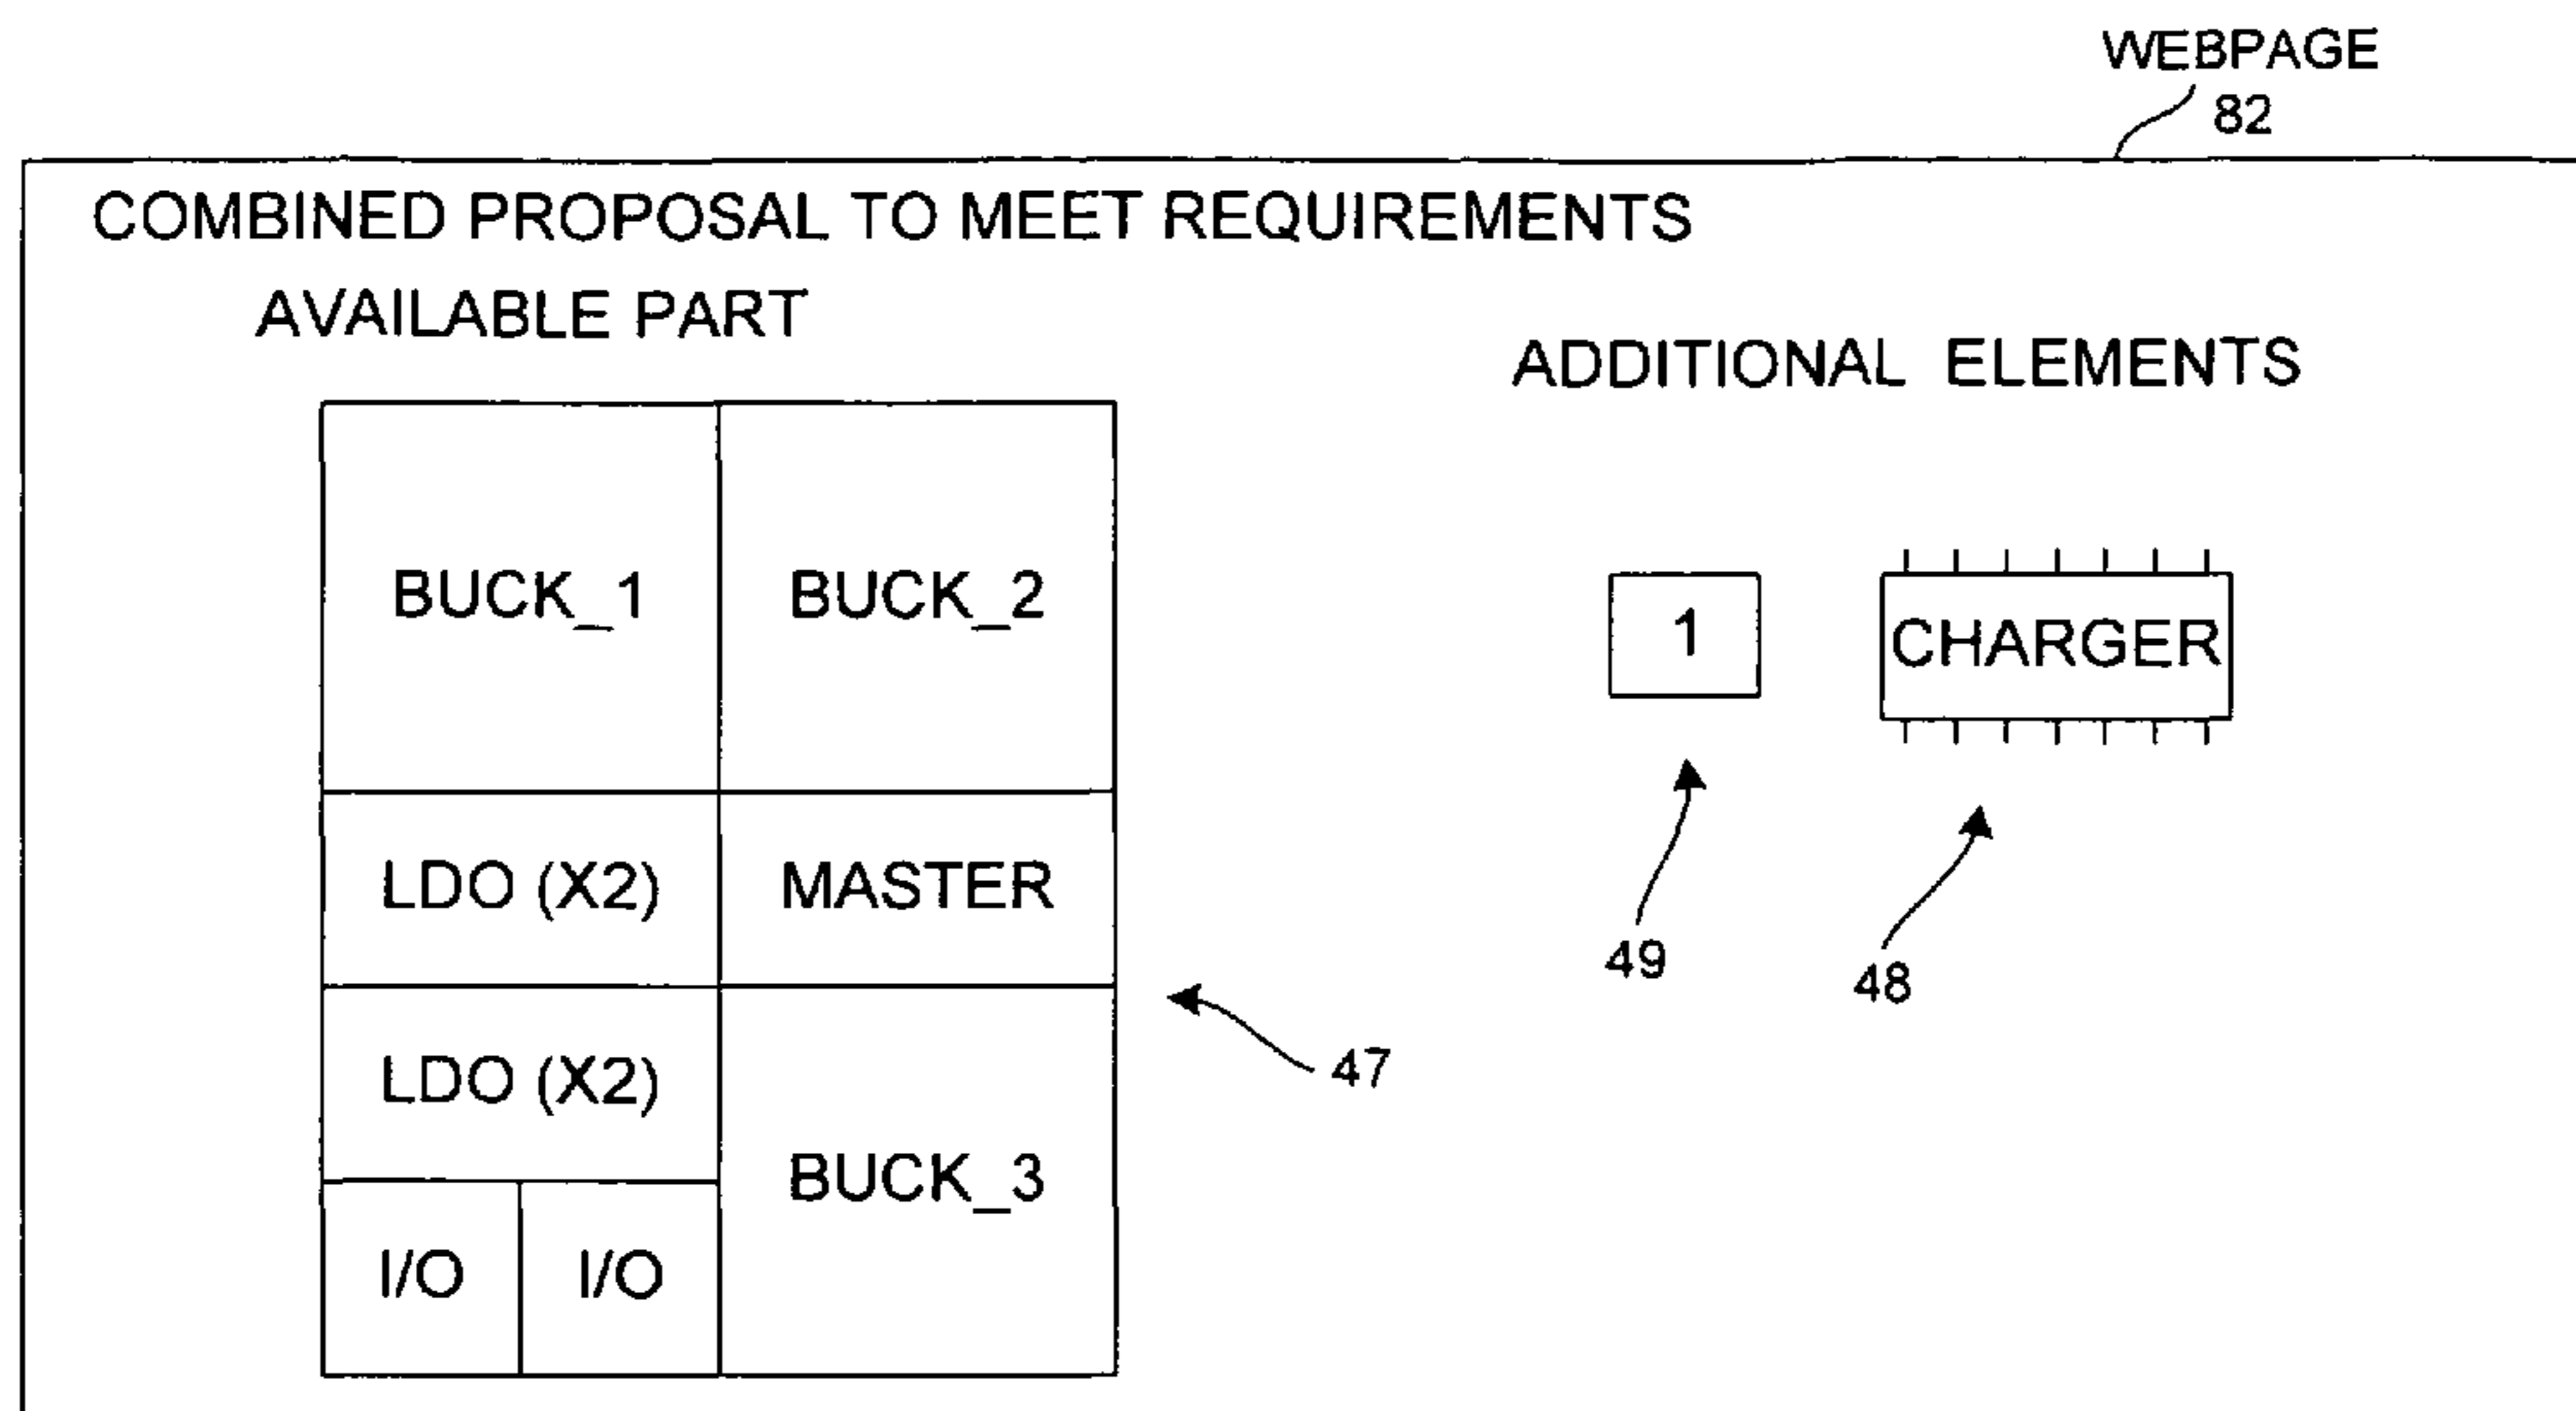 WEBPAGE
82
COMBINED PROPOSAL TO MEET REQUIREMENTS
AVAILABLE PART
ADDITIONAL ELEMENTS
BUCK_1
BUCK_2
1
CHARGER
LDO (X2)
MASTER
49
48
LDO (X2)
47
BUCK_3
I/O
I/O